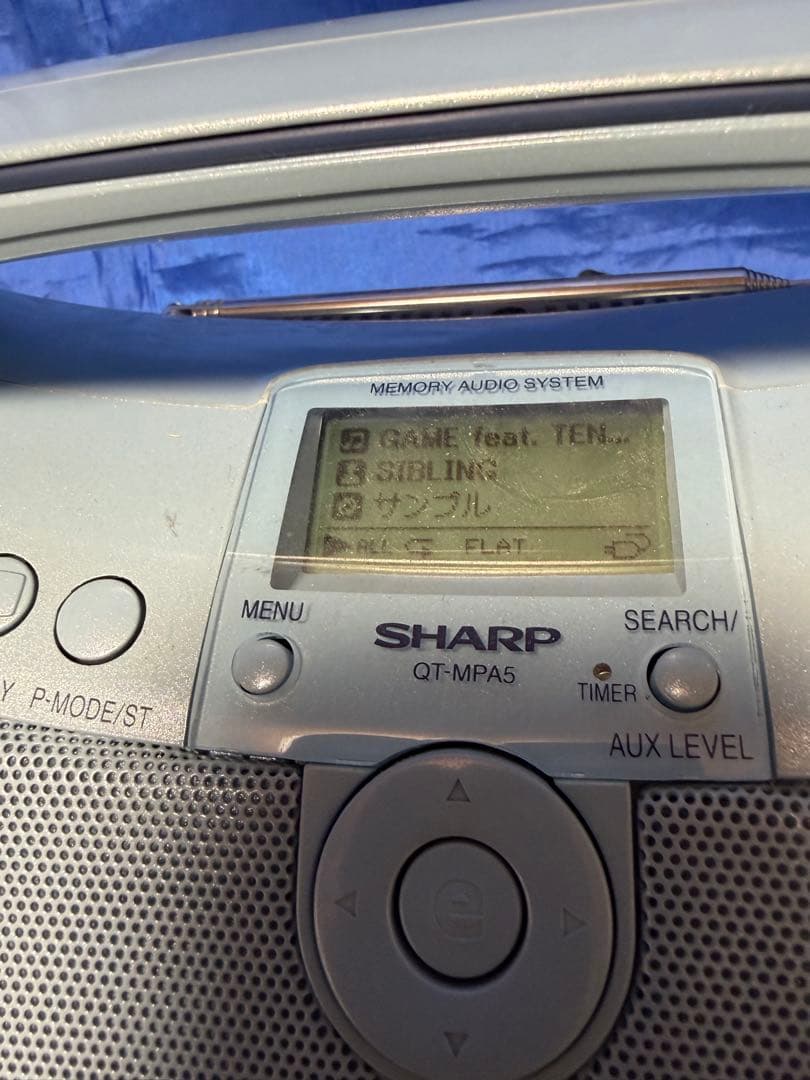 MEMORY AUDIO SYSTEM
GAME feat. TEN...
SIBLING
サンプル
ALL FLAT
MENU
SHARP
SEARCH/
QT-MPA5
TIMER
Y P-MODE/ST
AUX LEVEL
e